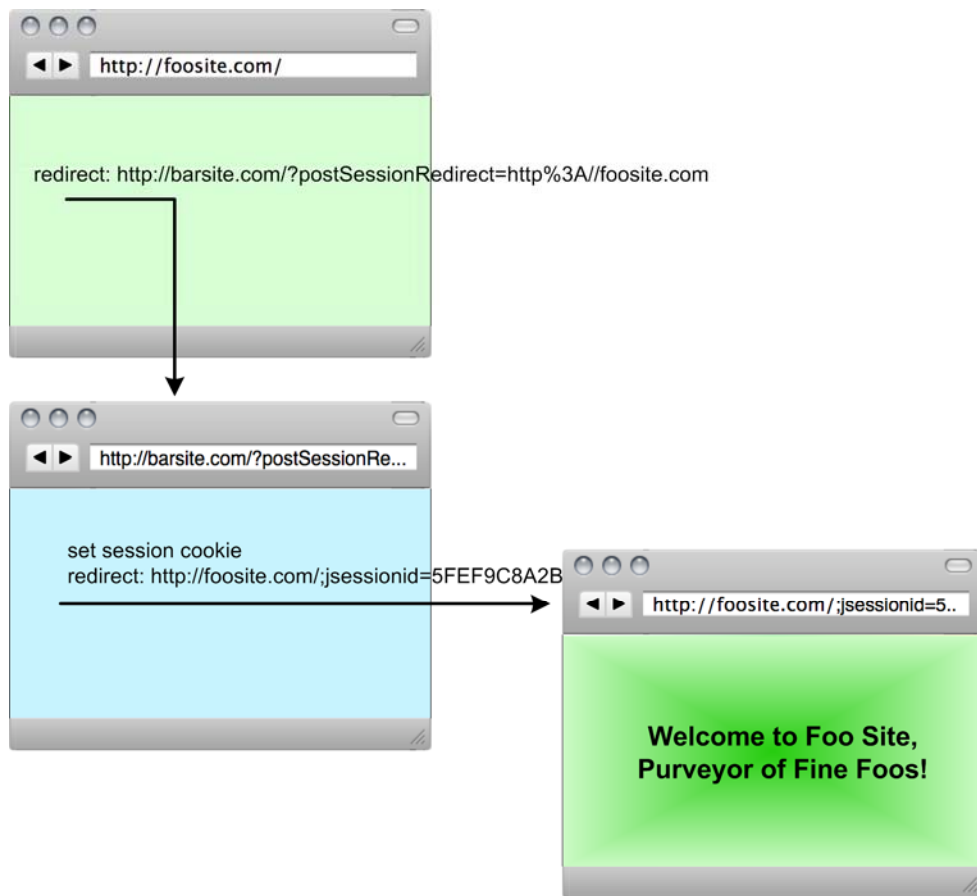 http://foosite.com/
redirect: http://barsite.com/?postSessionRedirect=http%3A//foosite.com
http://barsite.com/?postSessionRe...
set session cookie
redirect: http://foosite.com/;jsessionid=5FEF9C8A2B
http://foosite.com/;jsessionid=5..
Welcome to Foo Site,
Purveyor of Fine Foos!